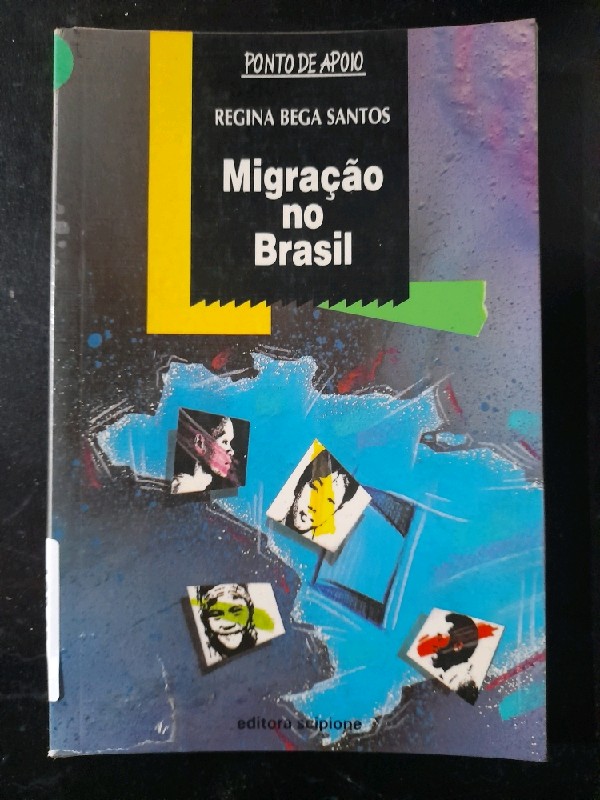 PONTO DE APOIO
REGINA BEGA SANTOS
Migração
no
Brasil
editora scipione